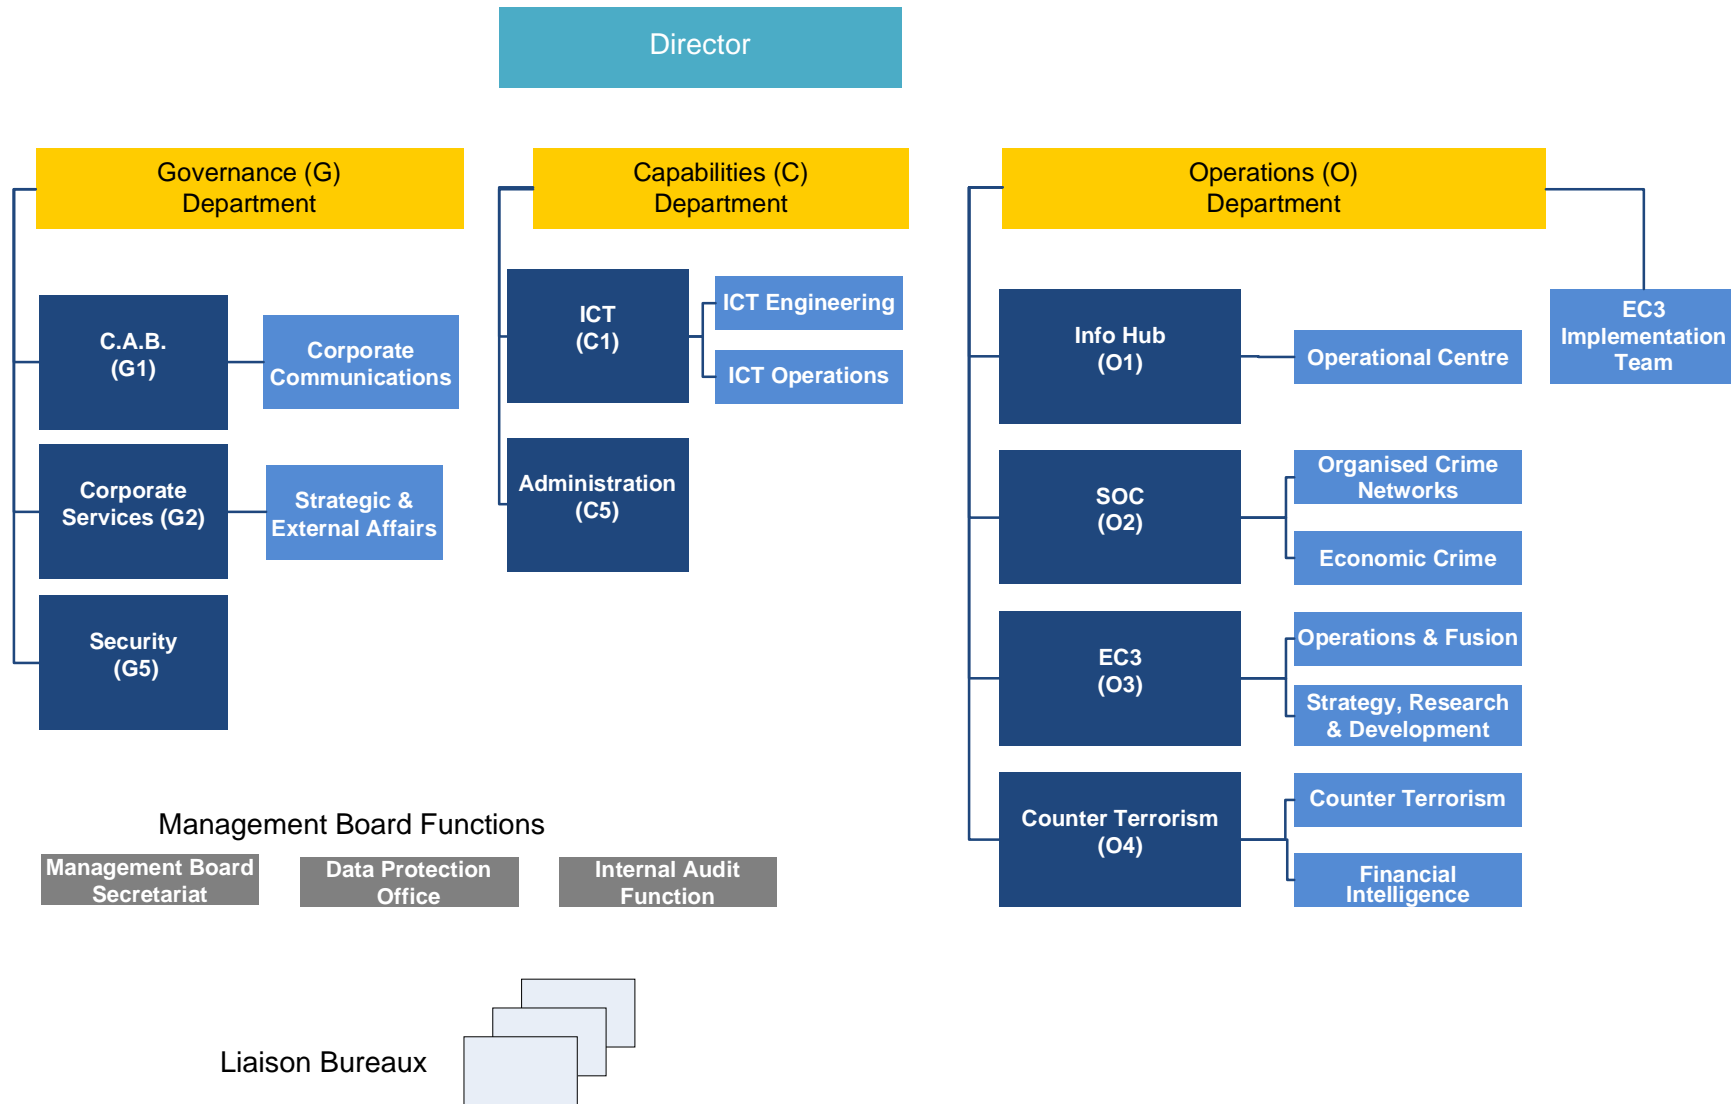 Director
Governance (G)
Department
C.A.B.
(G1)
Corporate
Communications
Corporate
Services (G2)
Strategic &
External Affairs
Security
(G5)
Capabilities (C)
Department
ICT
(C1)
ICT Engineering
ICT Operations
Administration
(C5)
Operations (O)
Department
Info Hub
(O1)
Operational Centre
EC3
Implementation
Team
SOC
(O2)
Organised Crime
Networks
Economic Crime
EC3
(O3)
Operations & Fusion
Strategy, Research
& Development
Counter Terrorism
(O4)
Counter Terrorism
Financial
Intelligence
Management Board Functions
Management Board
Secretariat
Data Protection
Office
Internal Audit
Function
Liaison Bureaux